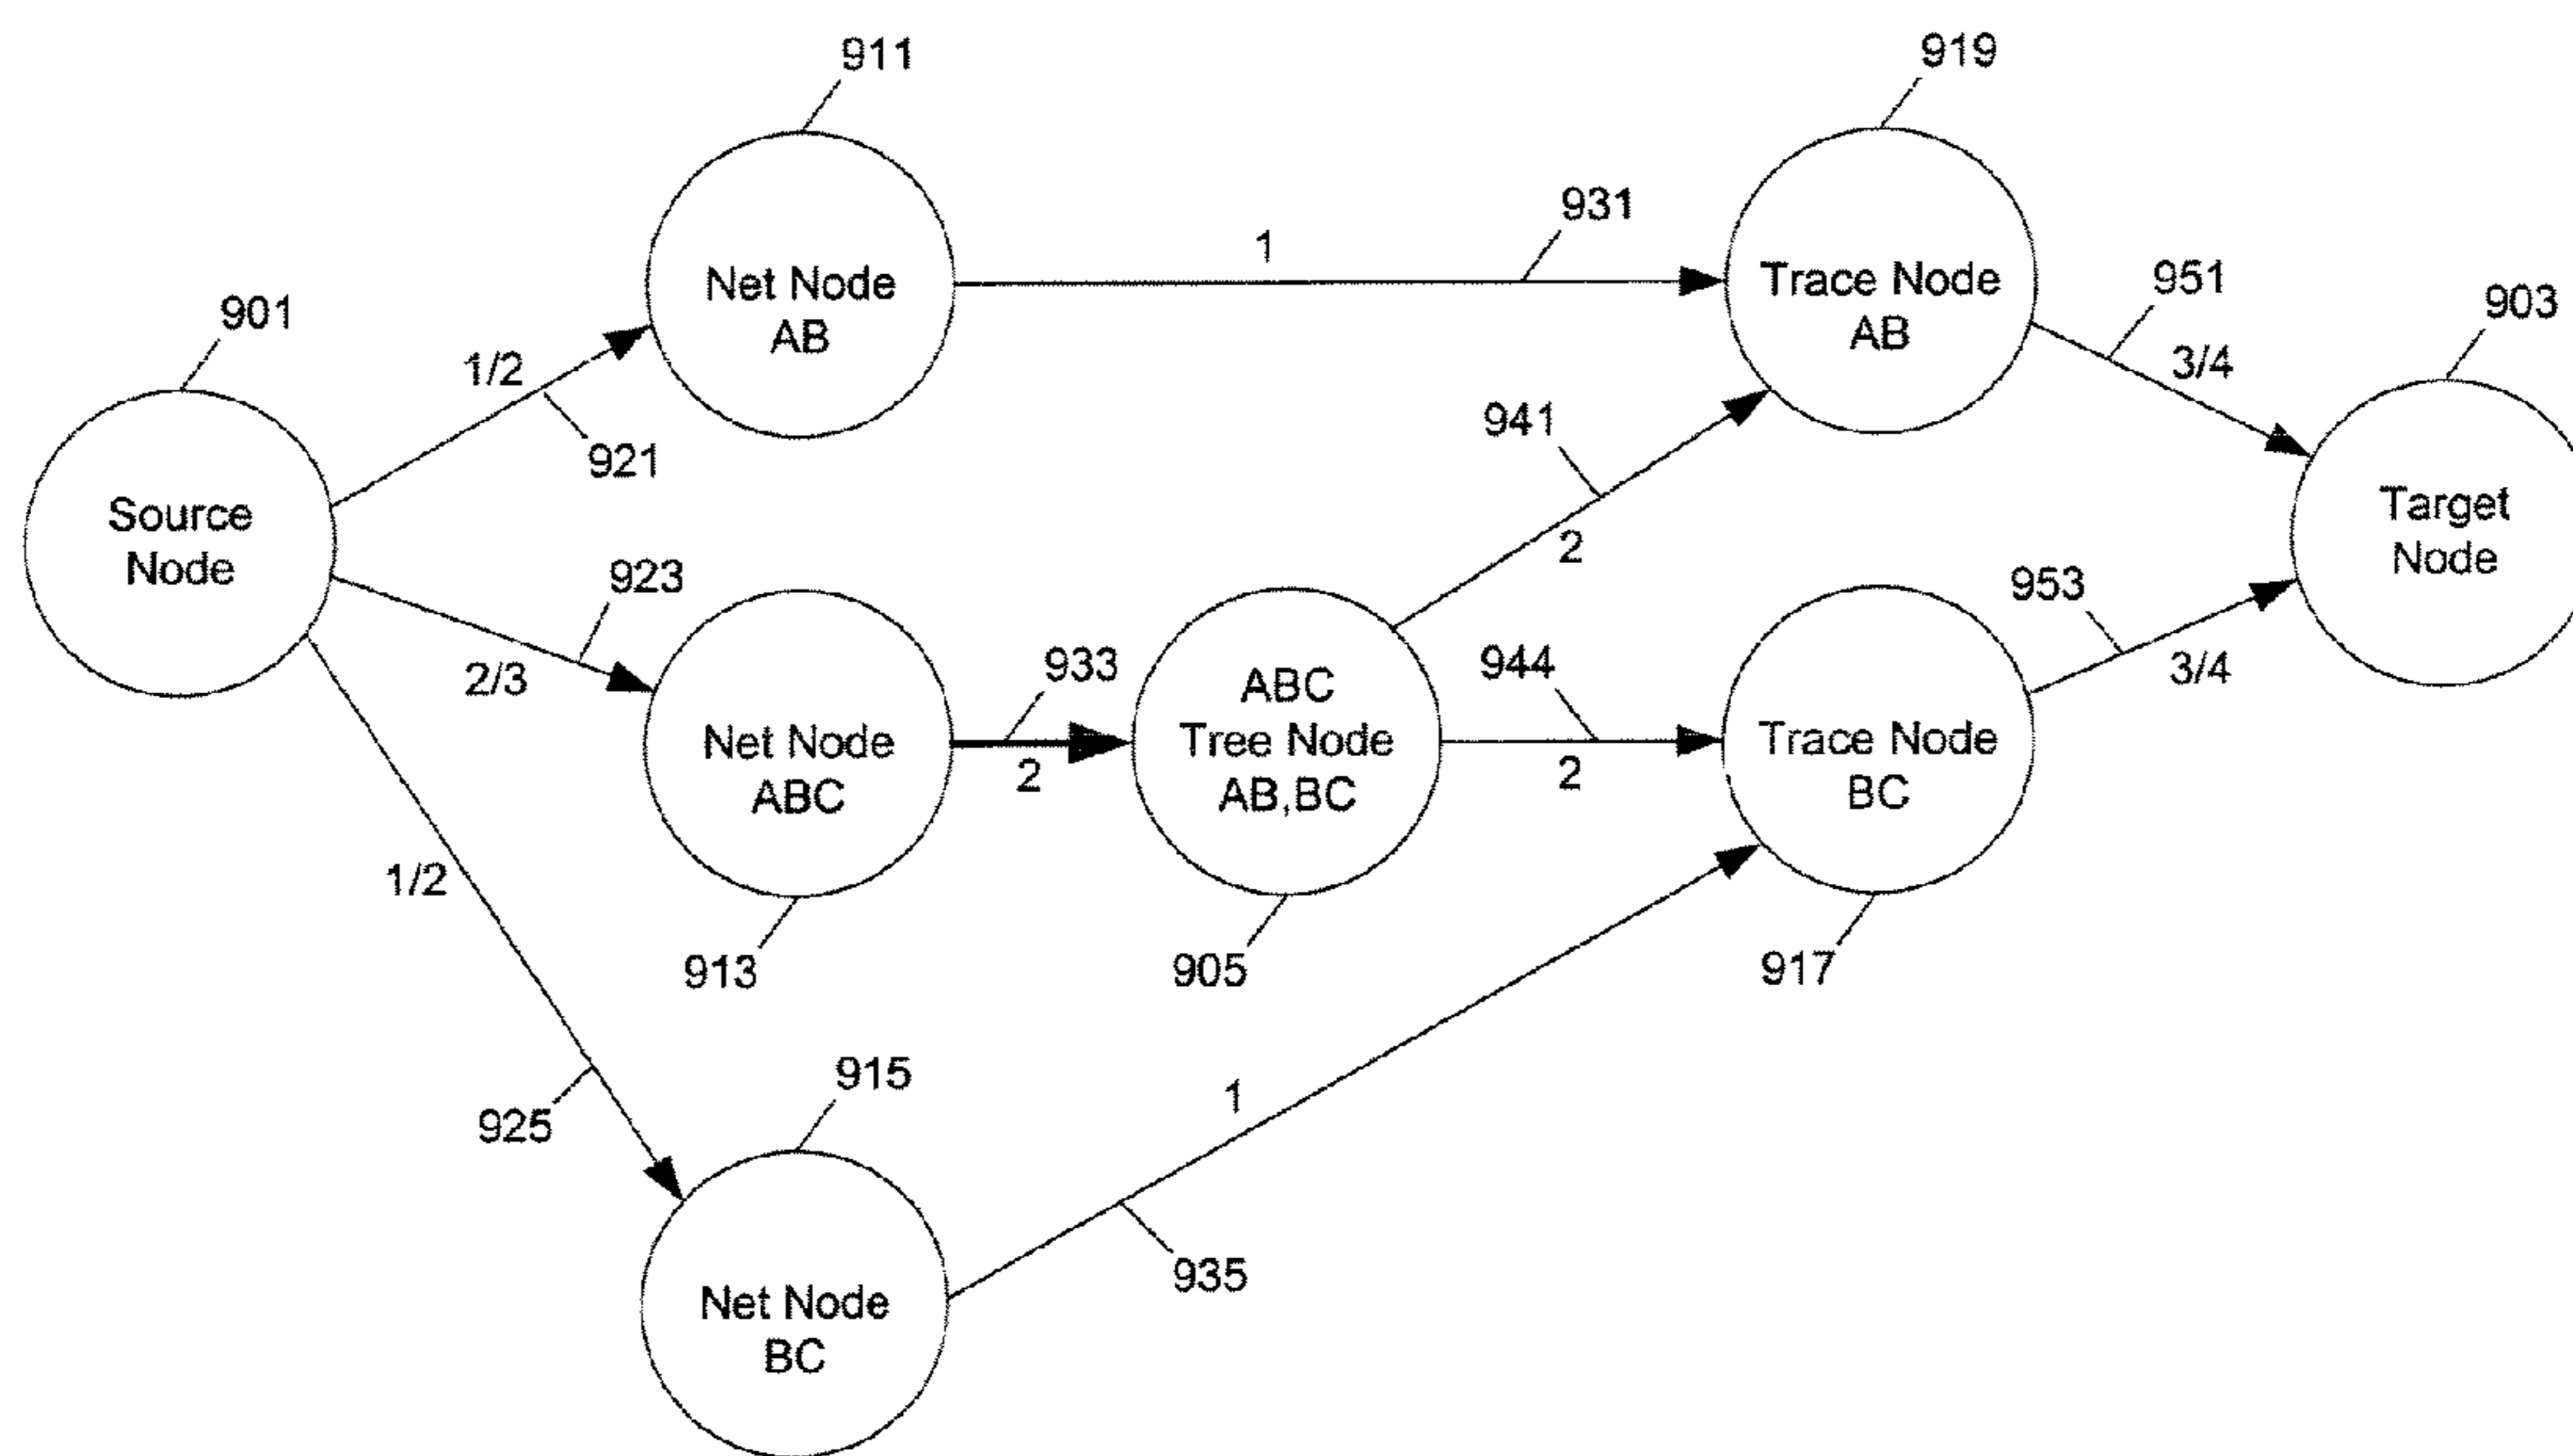 911
919
931
1
Net Node
AB
Trace Node
AB
951
903
901
1/2
3/4
921
941
Source
Node
Target
Node
923
2
953
2/3
933
944
3/4
Net Node
ABC
2
ABC
Tree Node
AB,BC
2
Trace Node
BC
1/2
913
905
917
925
915
1
935
Net Node
BC